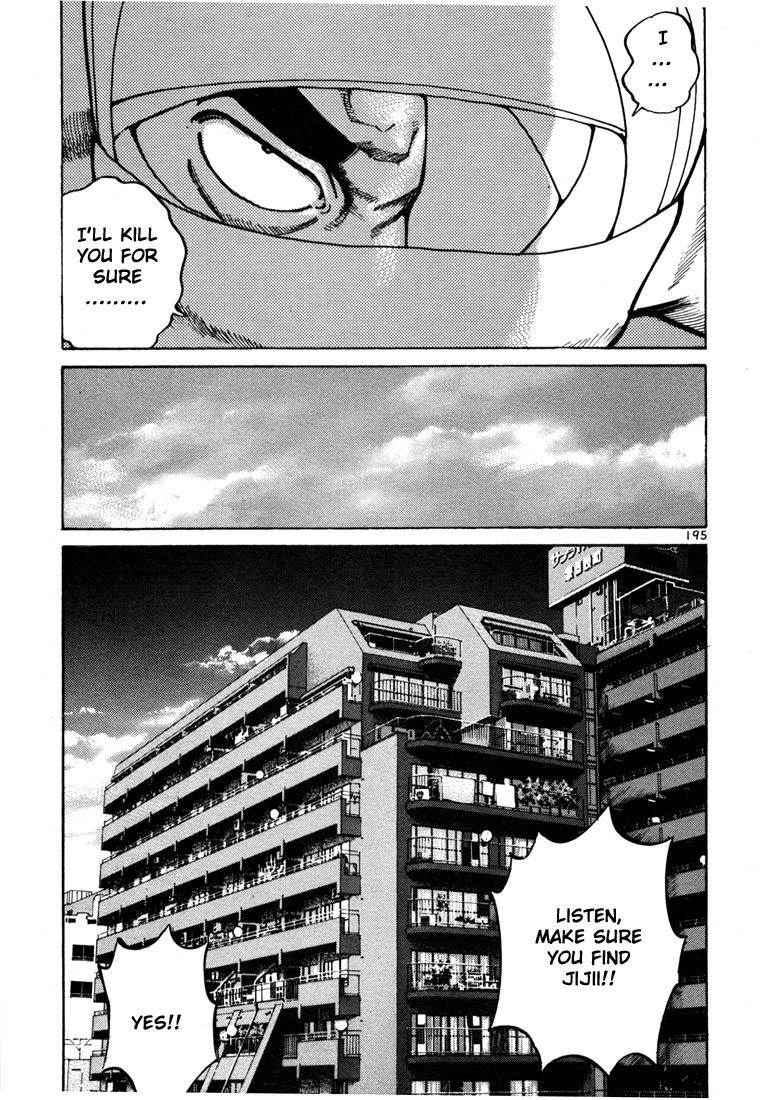 I
...
...
I'LL KILL
YOU FOR
SURE
.........
195
LISTEN,
MAKE SURE
YOU FIND
JIJII!!
YES!!